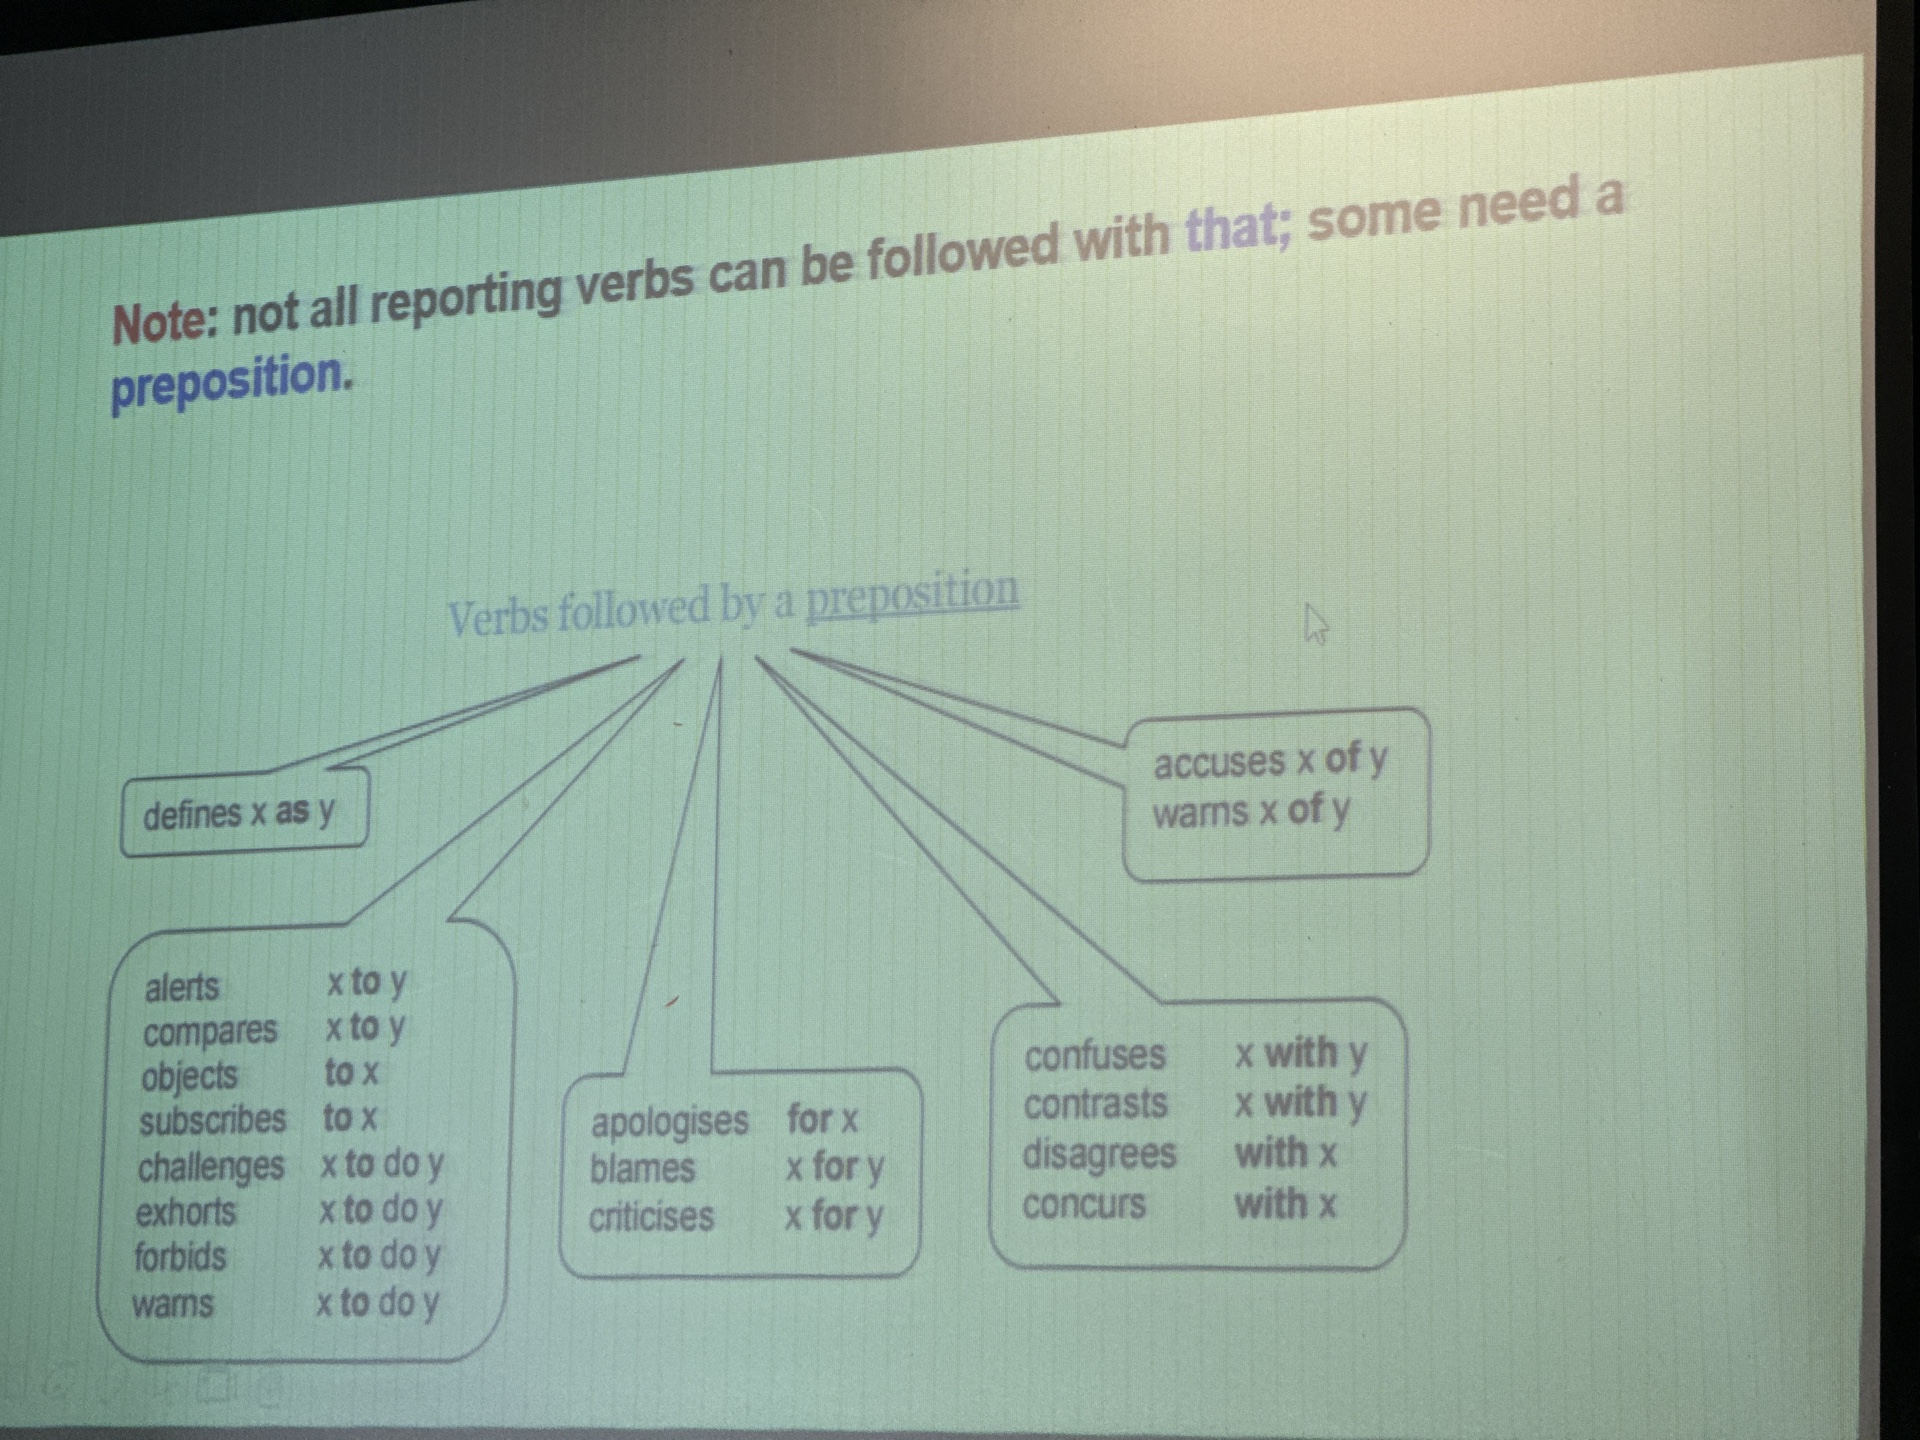 Note: not all reporting verbs can be followed with that; some need a
preposition.
Verbs followed by a preposition
defines x as y
accuses x of y
warns x of y
alerts x to y
compares x to y
objects to x
subscribes to x
challenges x to do y
exhorts x to do y
forbids x to do y
warns x to do y
apologises for x
blames x for y
criticises x for y
confuses x with y
contrasts x with y
disagrees with x
concurs with x